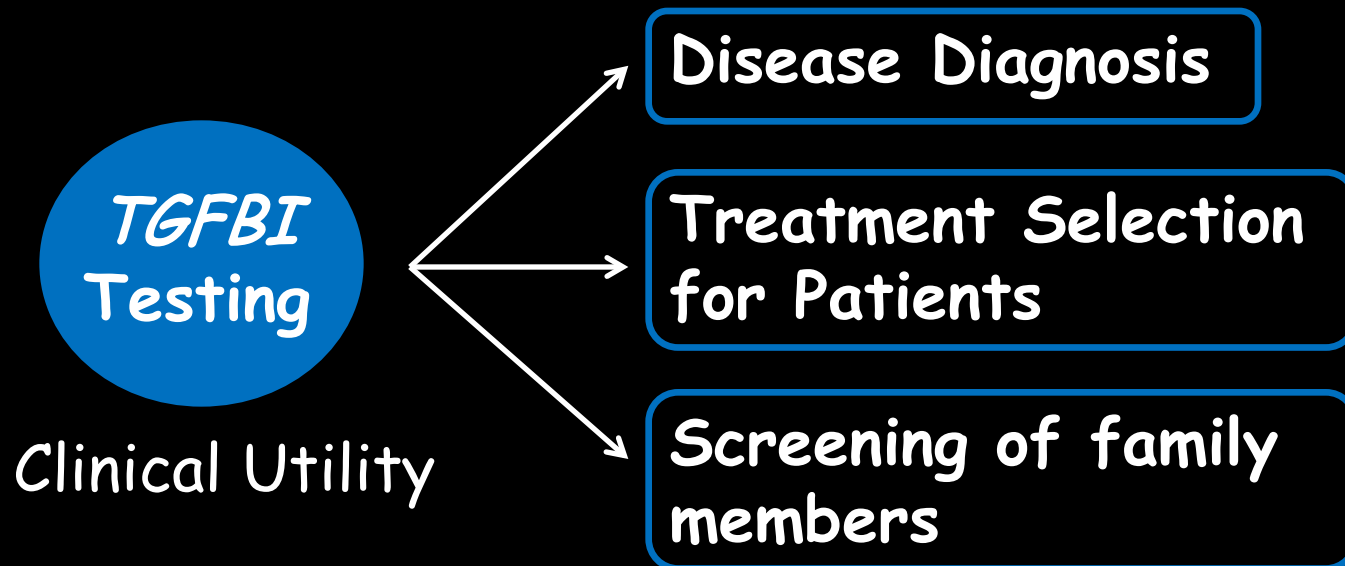 TGFBI
Testing
Clinical Utility
Disease Diagnosis
Treatment Selection
for Patients
Screening of family
members